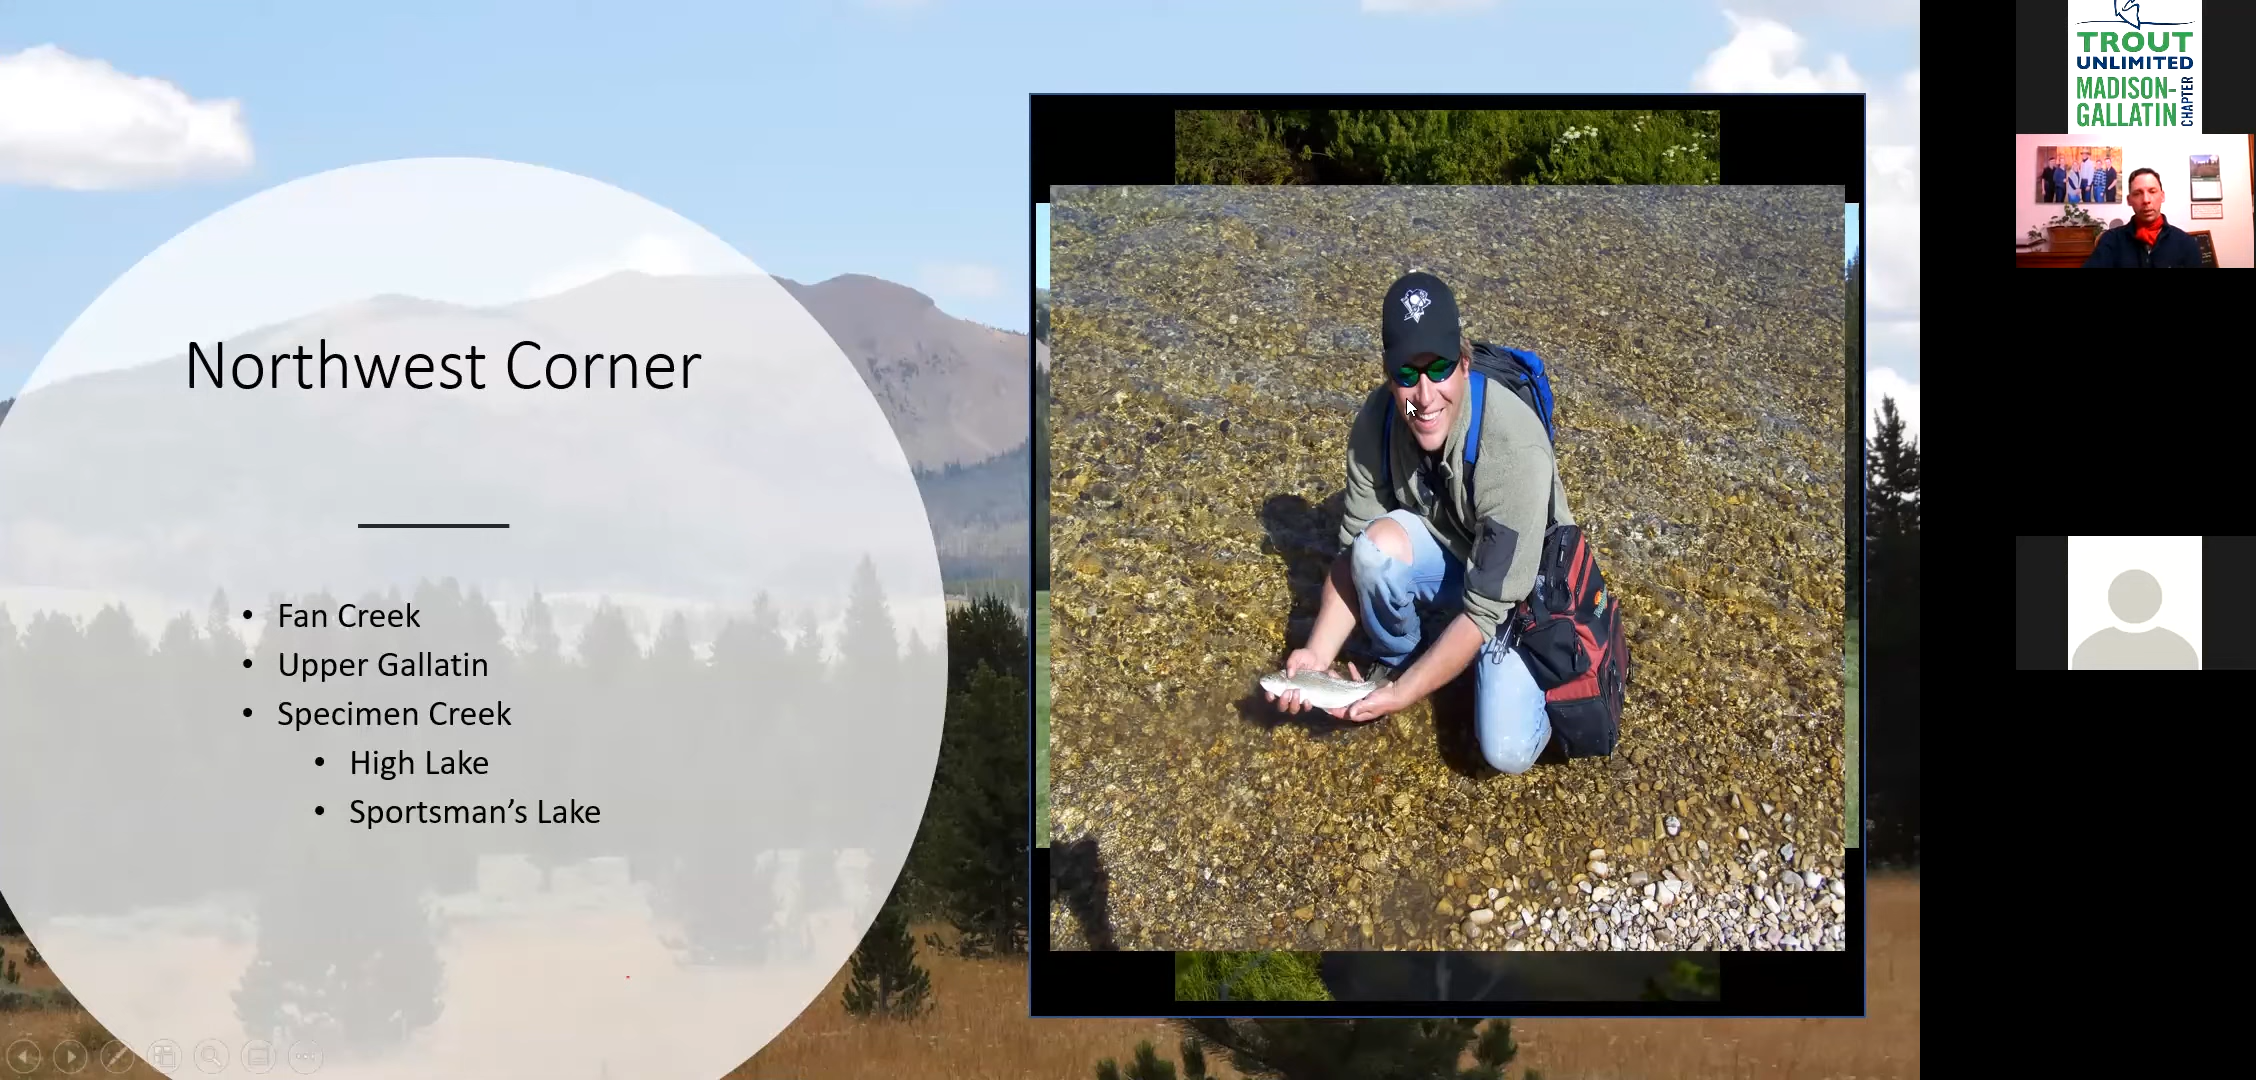 Northwest Corner
• Fan Creek
• Upper Gallatin
• Specimen Creek
• High Lake
• Sportsman’s Lake
TROUT
UNLIMITED
MADISON-
GALLATIN
CHAPTER